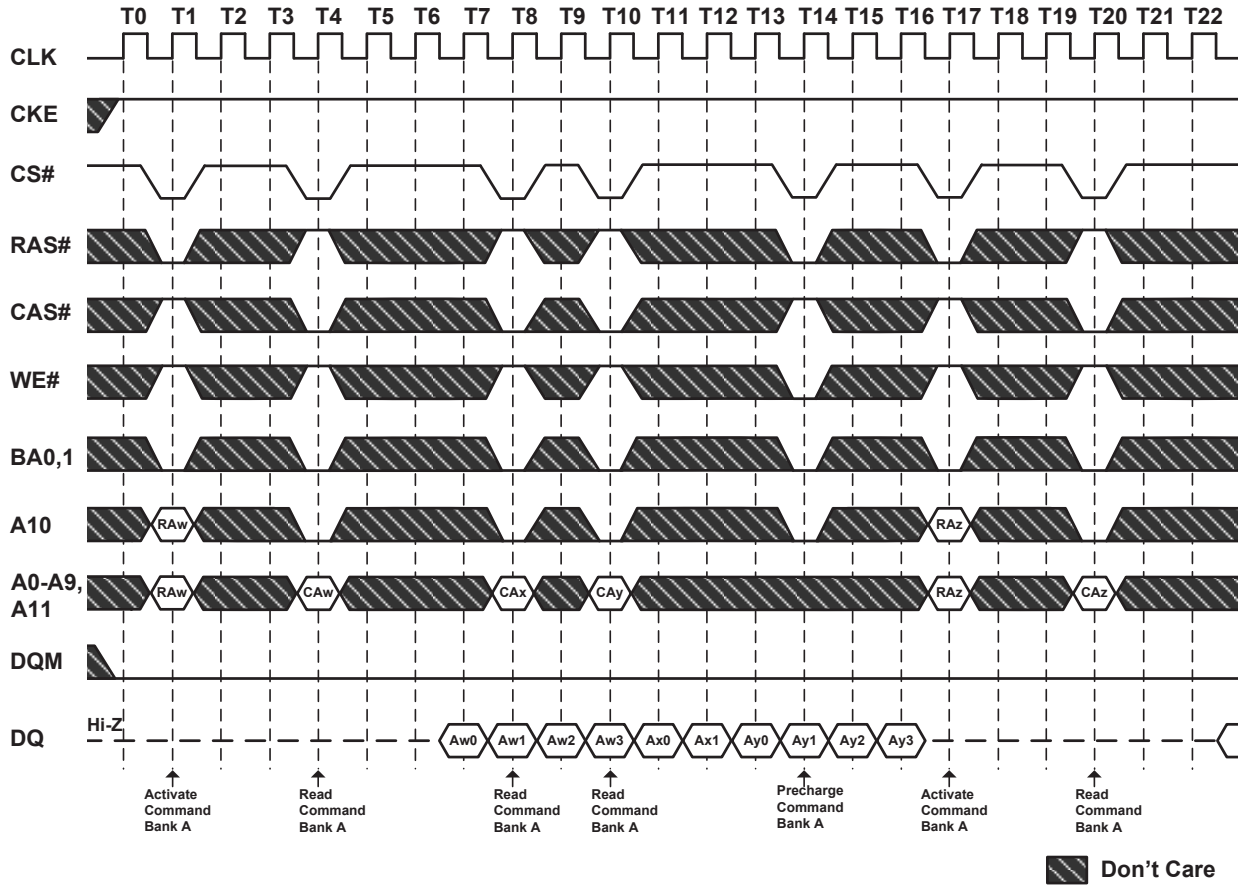 T0 T1 T2 T3 T4 T5 T6 T7 T8 T9 T10 T11 T12 T13 T14 T15 T16 T17 T18 T19 T20 T21 T22
CLK
CKE
CS#
RAS#
CAS#
WE#
BA0,1
A10 RAw RAz
A0-A9,
A11 RAw CAw CAx CAy RAz CAz
DQM
Hi-Z
DQ Aw0 Aw1 Aw2 Aw3 Ax0 Ax1 Ay0 Ay1 Ay2 Ay3
Activate
Command
Bank A
Read
Command
Bank A
Read
Command
Bank A
Read
Command
Bank A
Precharge
Command
Bank A
Activate
Command
Bank A
Read
Command
Bank A
Don't Care